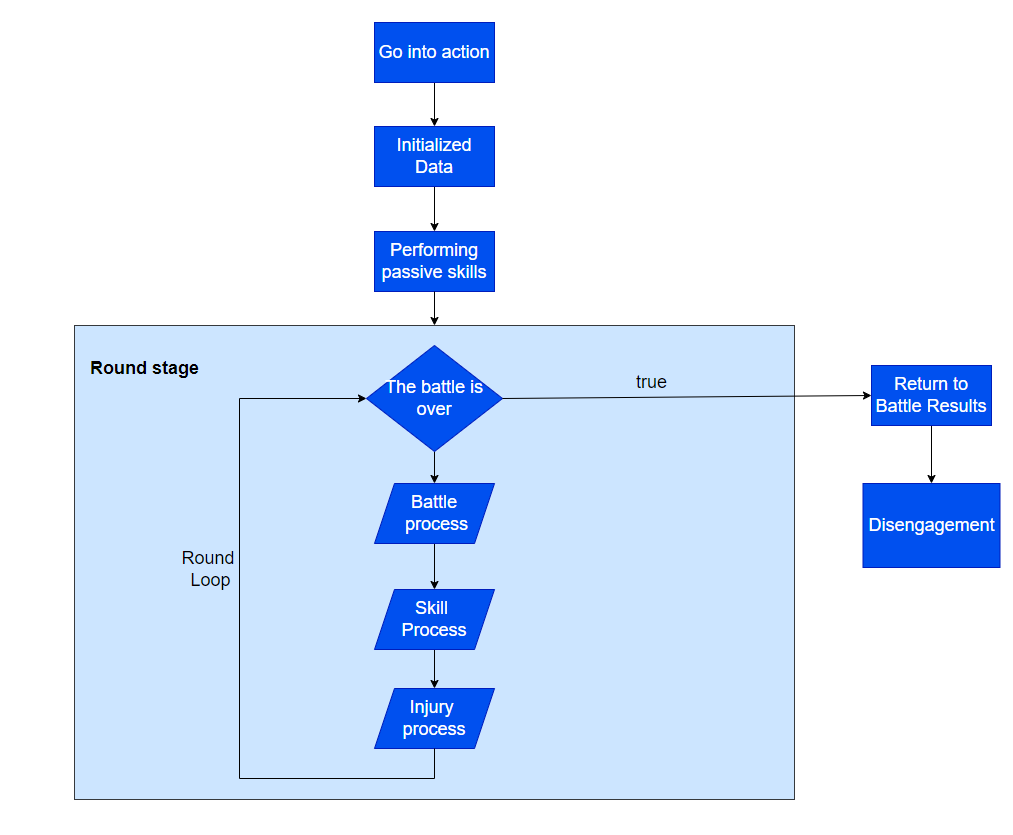 Go into action
Initialized
Data
Performing
passive skills
Round stage
The battle is
over
true
Return to
Battle Results
Battle
process
Disengagement
Round
Loop
Skill
Process
Injury
process